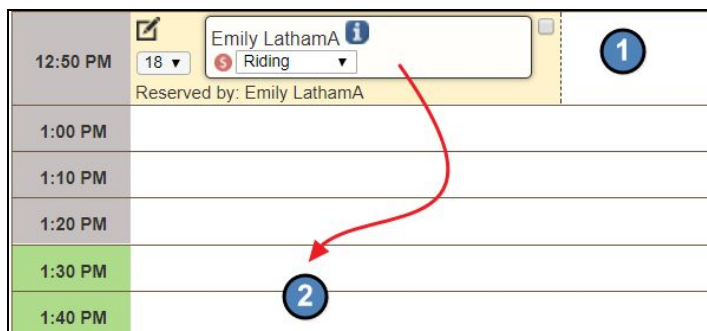 12:50 PM
Emily LathamA i
18
S Riding
1
Reserved by: Emily LathamA
1:00 PM
1:10 PM
1:20 PM
1:30 PM
2
1:40 PM